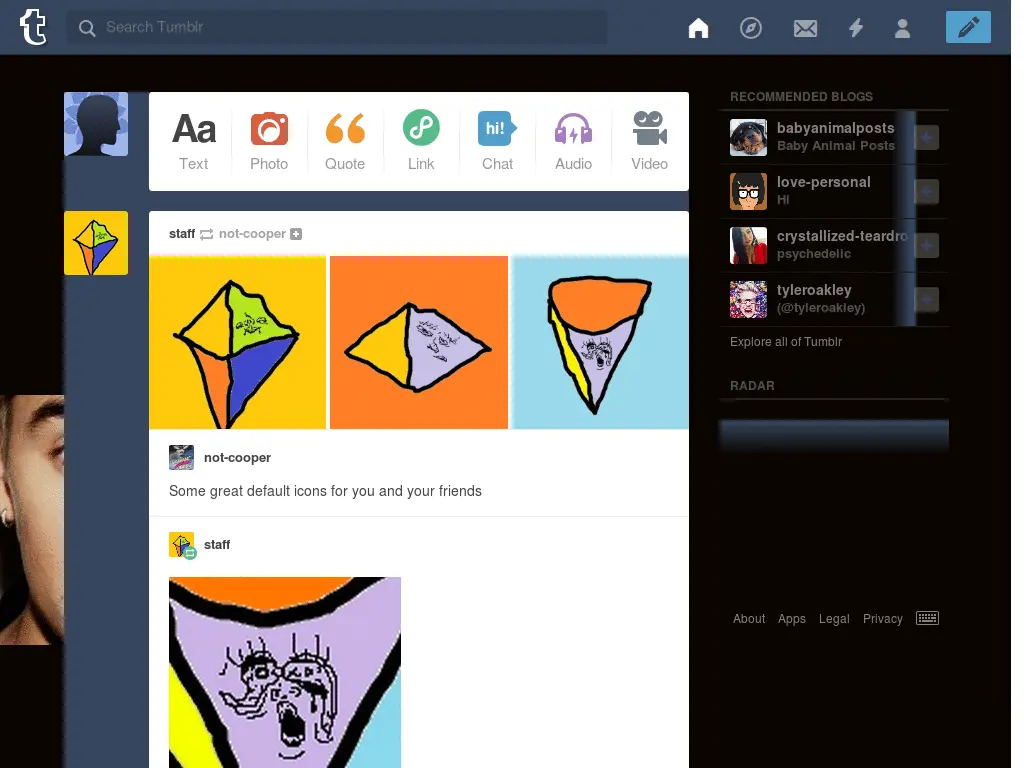 t
Search Tumblr
Aa
Text
Photo
Quote
Link
hi!
Chat
Audio
Video
staff not-cooper
not-cooper
Some great default icons for you and your friends
staff
RECOMMENDED BLOGS
babyanimalposts
Baby Animal Posts
love-personal
HI
crystallized-teardro
psychedelic
tyleroakley
(@tyleroakley)
Explore all of Tumblr
RADAR
About Apps Legal Privacy